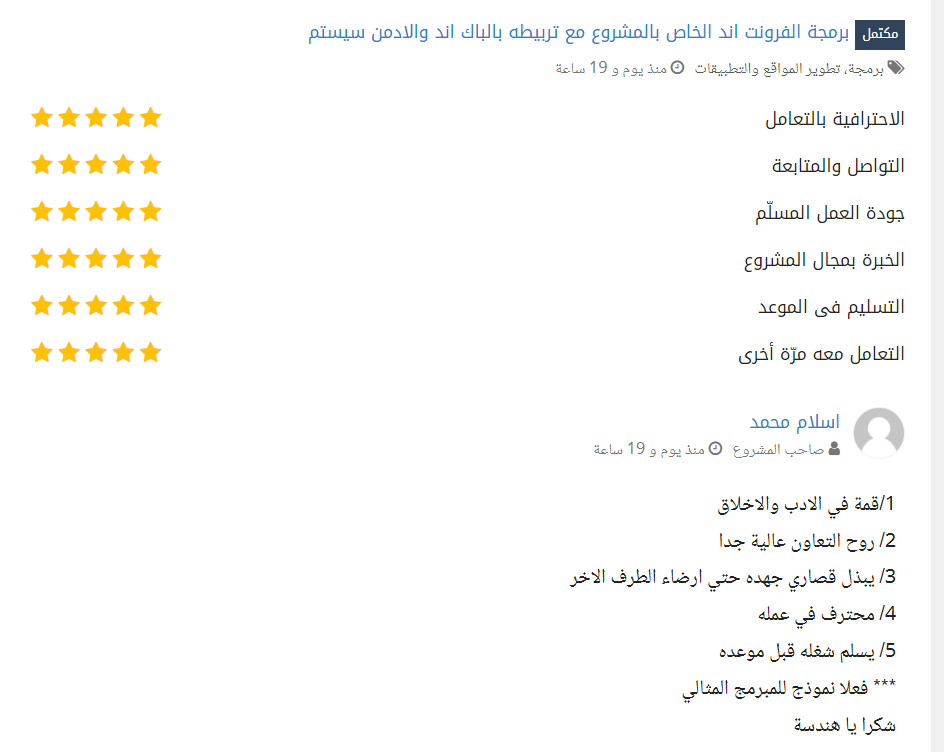 مكتمل برمجة الفرونت اند الخاص بالمشروع مع تربيطه بالباك اند والادمن سيستم
برمجة، تطوير المواقع والتطبيقات منذ يوم و 19 ساعة
الاحترافية بالتعامل
التواصل والمتابعة
جودة العمل المسلّم
الخبرة بمجال المشروع
التسليم فى الموعد
التعامل معه مرّة أخرى
اسلام محمد
صاحب المشروع منذ يوم و 19 ساعة
1/قمة في الادب والاخلاق
2/ روح التعاون عالية جدا
3/ يبذل قصاري جهده حتي ارضاء الطرف الاخر
4/ محترف في عمله
5/ يسلم شغله قبل موعده
*** فعلا نموذج للمبرمج المثالي
شكرا يا هندسة